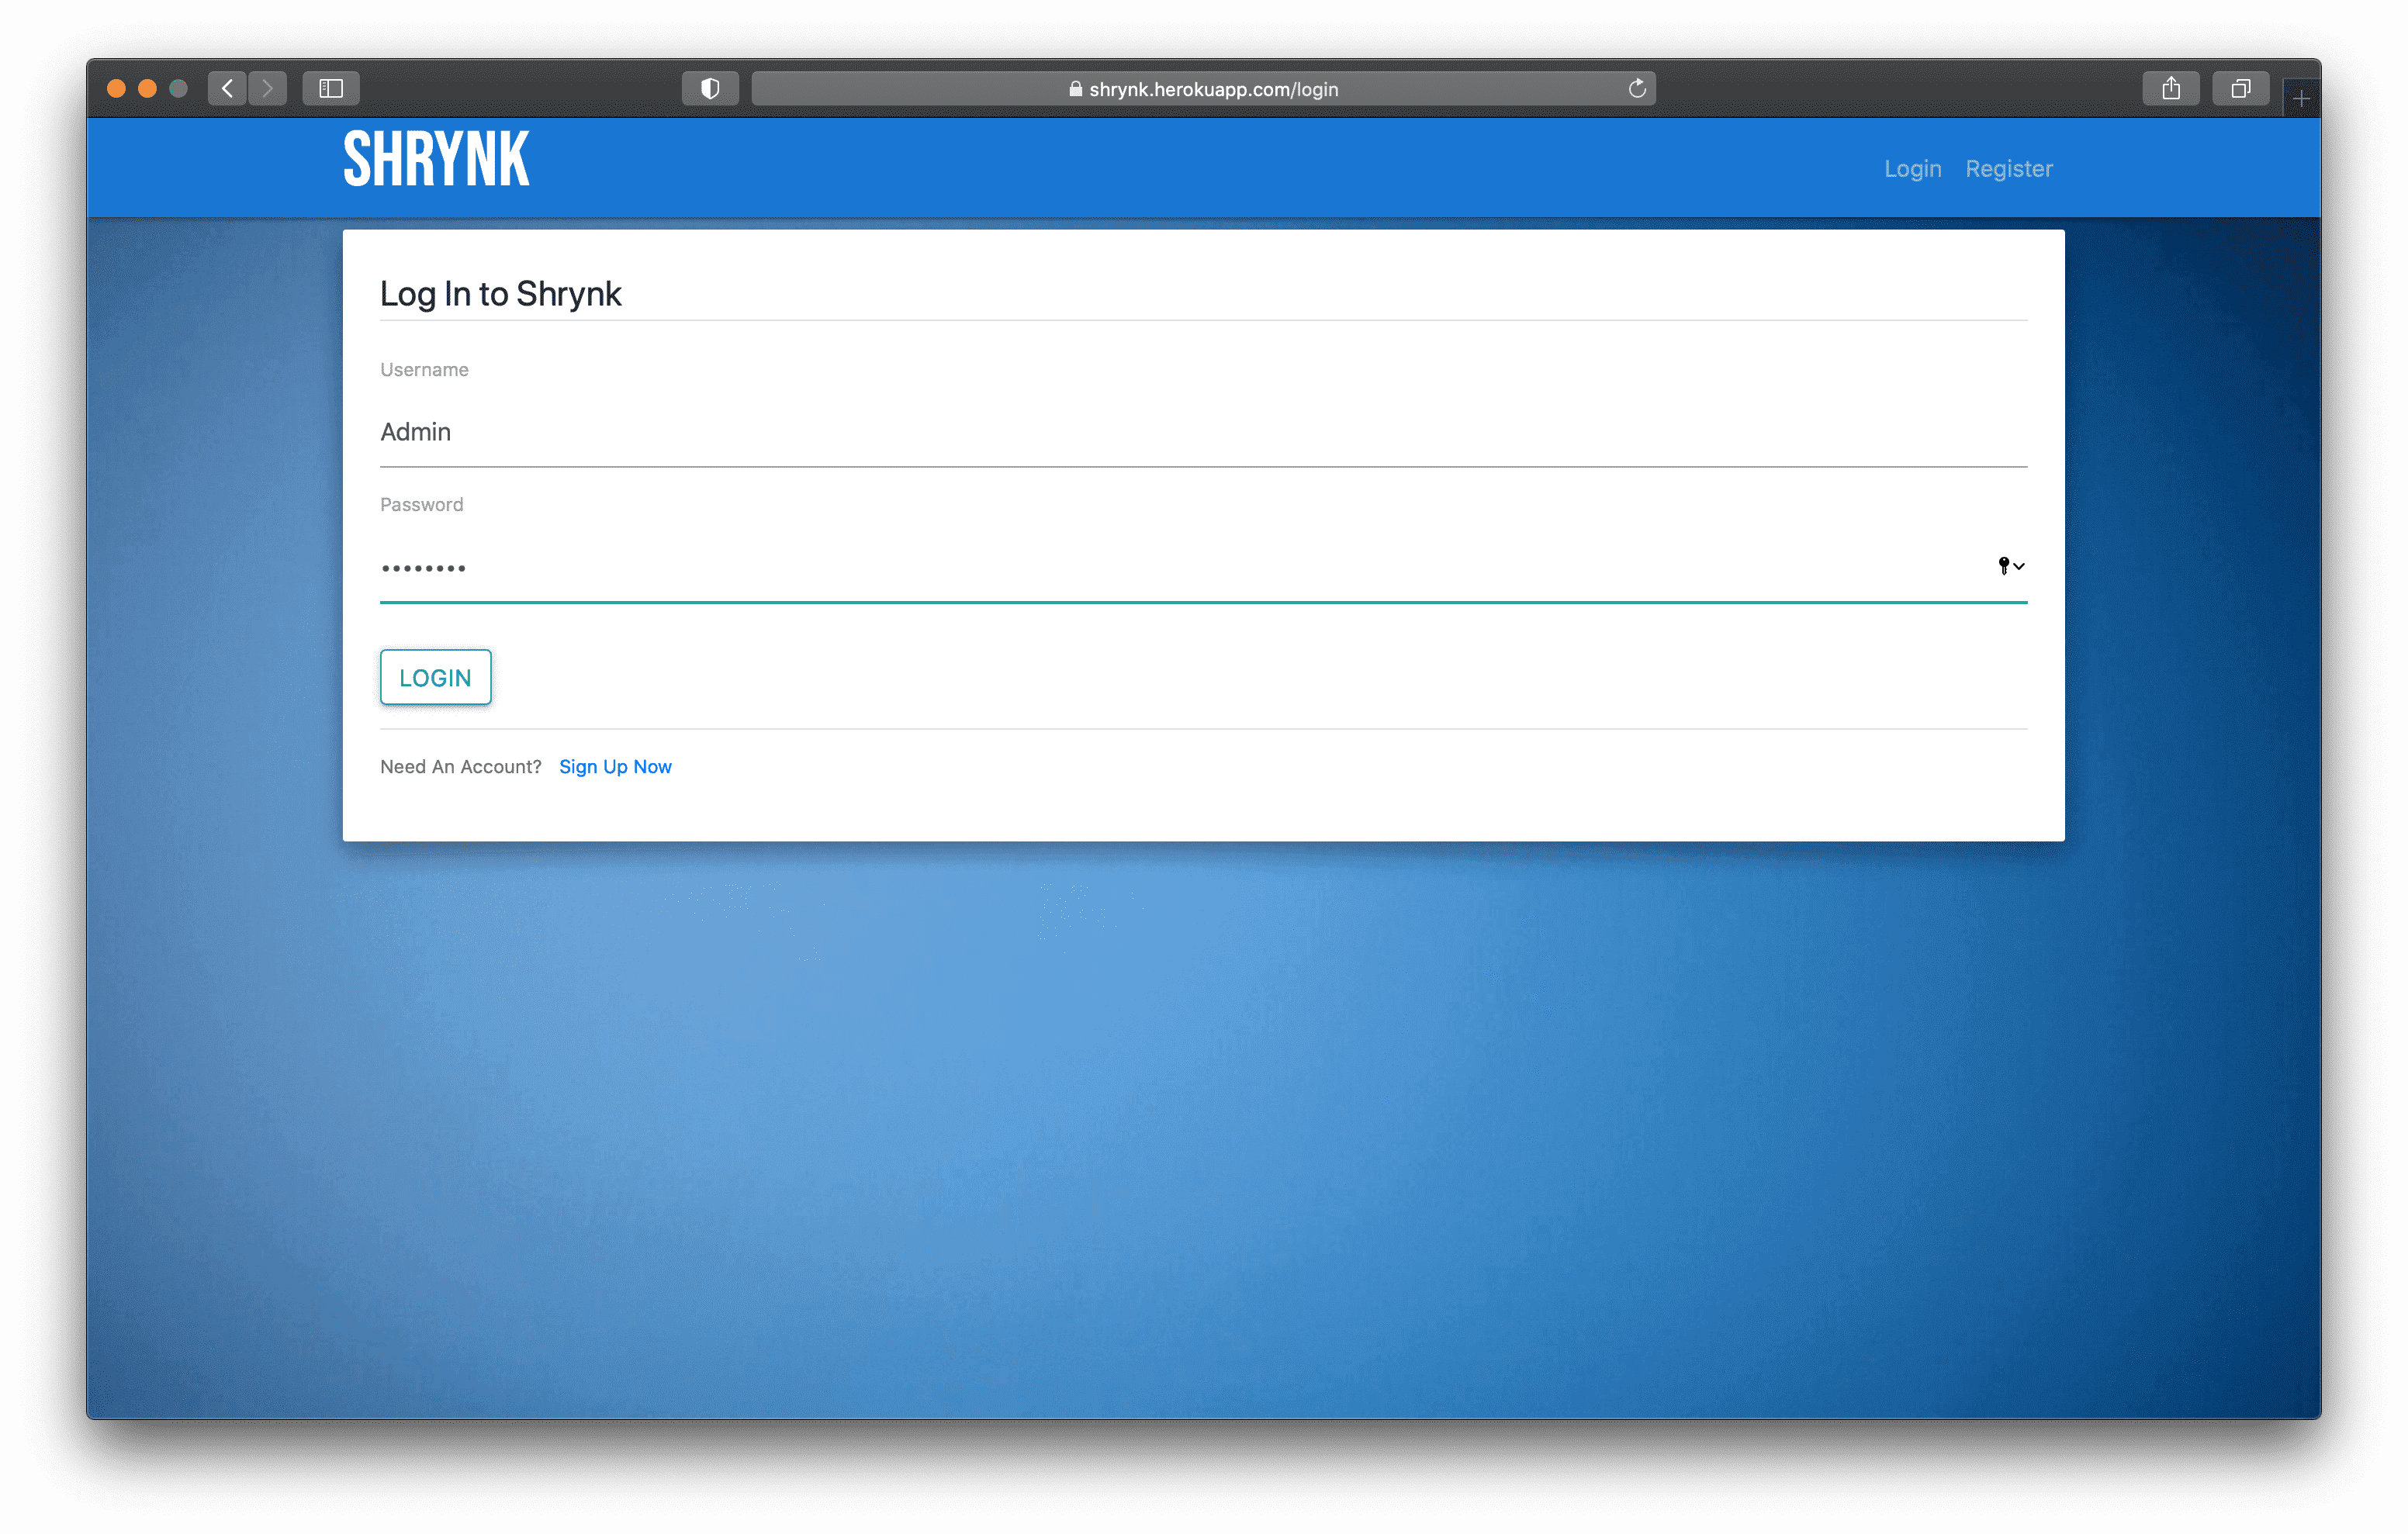 shrynk.herokuapp.com/login
SHRYNK
Login Register
Log In to Shrynk
Username
Admin
Password
••••••••
LOGIN
Need An Account? Sign Up Now